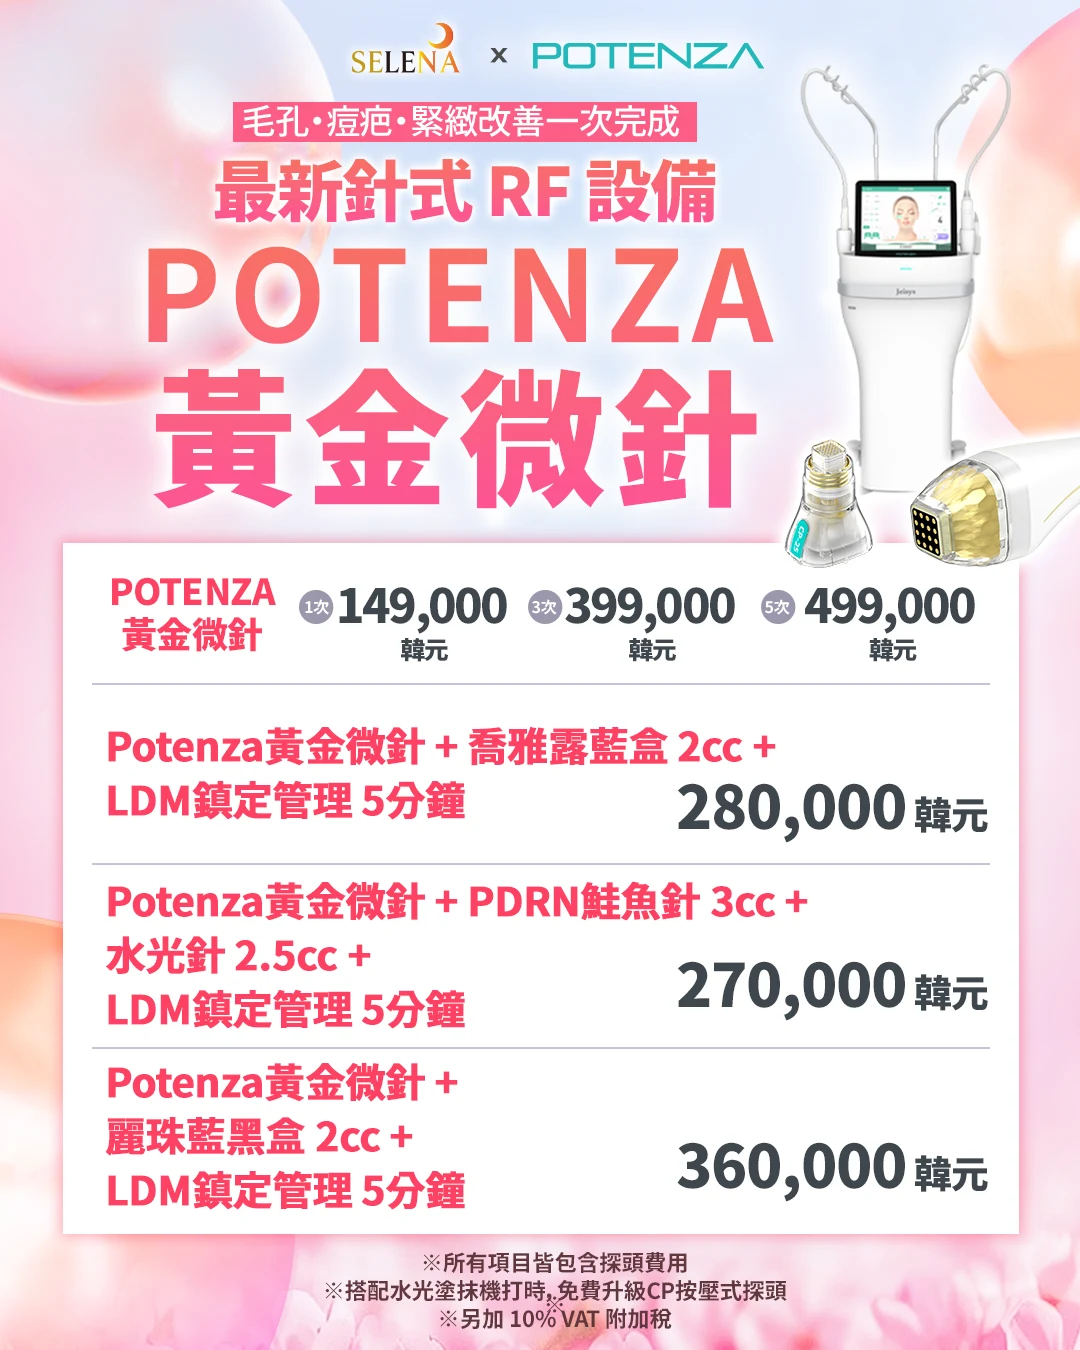 SELENA x POTENZA
毛孔•痘疤•緊緻改善一次完成
最新針式 RF 設備
POTENZA
黃金微針
Jeisys
CP-25
POTENZA
黃金微針
1次 149,000 韓元
3次 399,000 韓元
5次 499,000 韓元
Potenza黃金微針 + 喬雅露藍盒 2cc +
LDM鎮定管理 5分鐘
280,000 韓元
Potenza黃金微針 + PDRN鮭魚針 3cc +
水光針 2.5cc +
LDM鎮定管理 5分鐘
270,000 韓元
Potenza黃金微針 +
麗珠藍黑盒 2cc +
LDM鎮定管理 5分鐘
360,000 韓元
※所有項目皆包含探頭費用
※搭配水光塗抹機打時, 免費升級CP按壓式探頭
※
※另加 10% VAT 附加稅